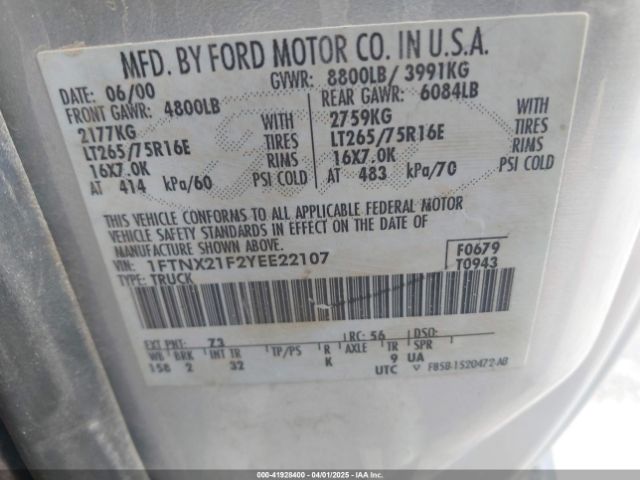 MFD. BY FORD MOTOR CO. IN U.S.A.
DATE: 06/00 GVWR: 8800LB/ 3991KG
FRONT GAWR: 4800LB REAR GAWR: 6084LB
2177KG WITH 2759KG WITH
LT265/75R16E TIRES LT265/75R16E TIRES
16X7.0K RIMS 16X7.0K RIMS
AT 414 kPa/60 PSI COLD AT 483 kPa/70 PSI COLD
THIS VEHICLE CONFORMS TO ALL APPLICABLE FEDERAL MOTOR
VEHICLE SAFETY STANDARDS IN EFFECT ON THE DATE OF
MANUFACTURE SHOWN ABOVE.
VIN: 1FTNX21F2YEE22107 F0679
TYPE: TRUCK T0943
EXT PNT: Z3 RC: 56 DSO:
WB BRK INT TR TP/PS R AXLE TR SPR
158 2 32 K 9 UA
UTC F85B-1520472-AB
000-41928400 - 04/01/2025 - IAAI.com